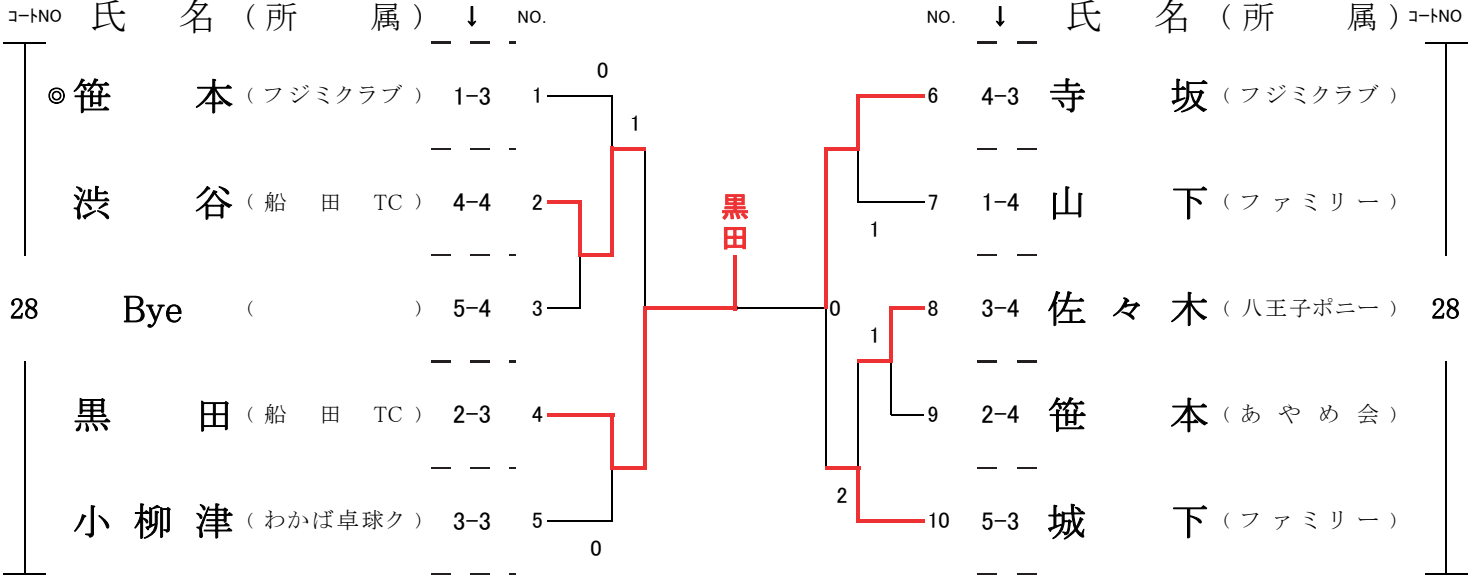 コートNO 氏 名 (所 属) ↓ NO. NO. ↓ 氏 名 (所 属) コートNO
0
◎笹 本 (フジミクラブ) 1-3 1 6 4-3 寺 坂 (フジミクラブ)
1
渋 谷 (船 田 TC) 4-4 2 黒田 7 1-4 山 下 (ファミリー)
1
28 Bye ( ) 5-4 3 0 8 3-4 佐 々 木 (八王子ポニー) 28
1
黒 田 (船 田 TC) 2-3 4 9 2-4 笹 本 (あ や め 会)
2
小 柳 津 (わかば卓球ク) 3-3 5 10 5-3 城 下 (ファミリー)
0